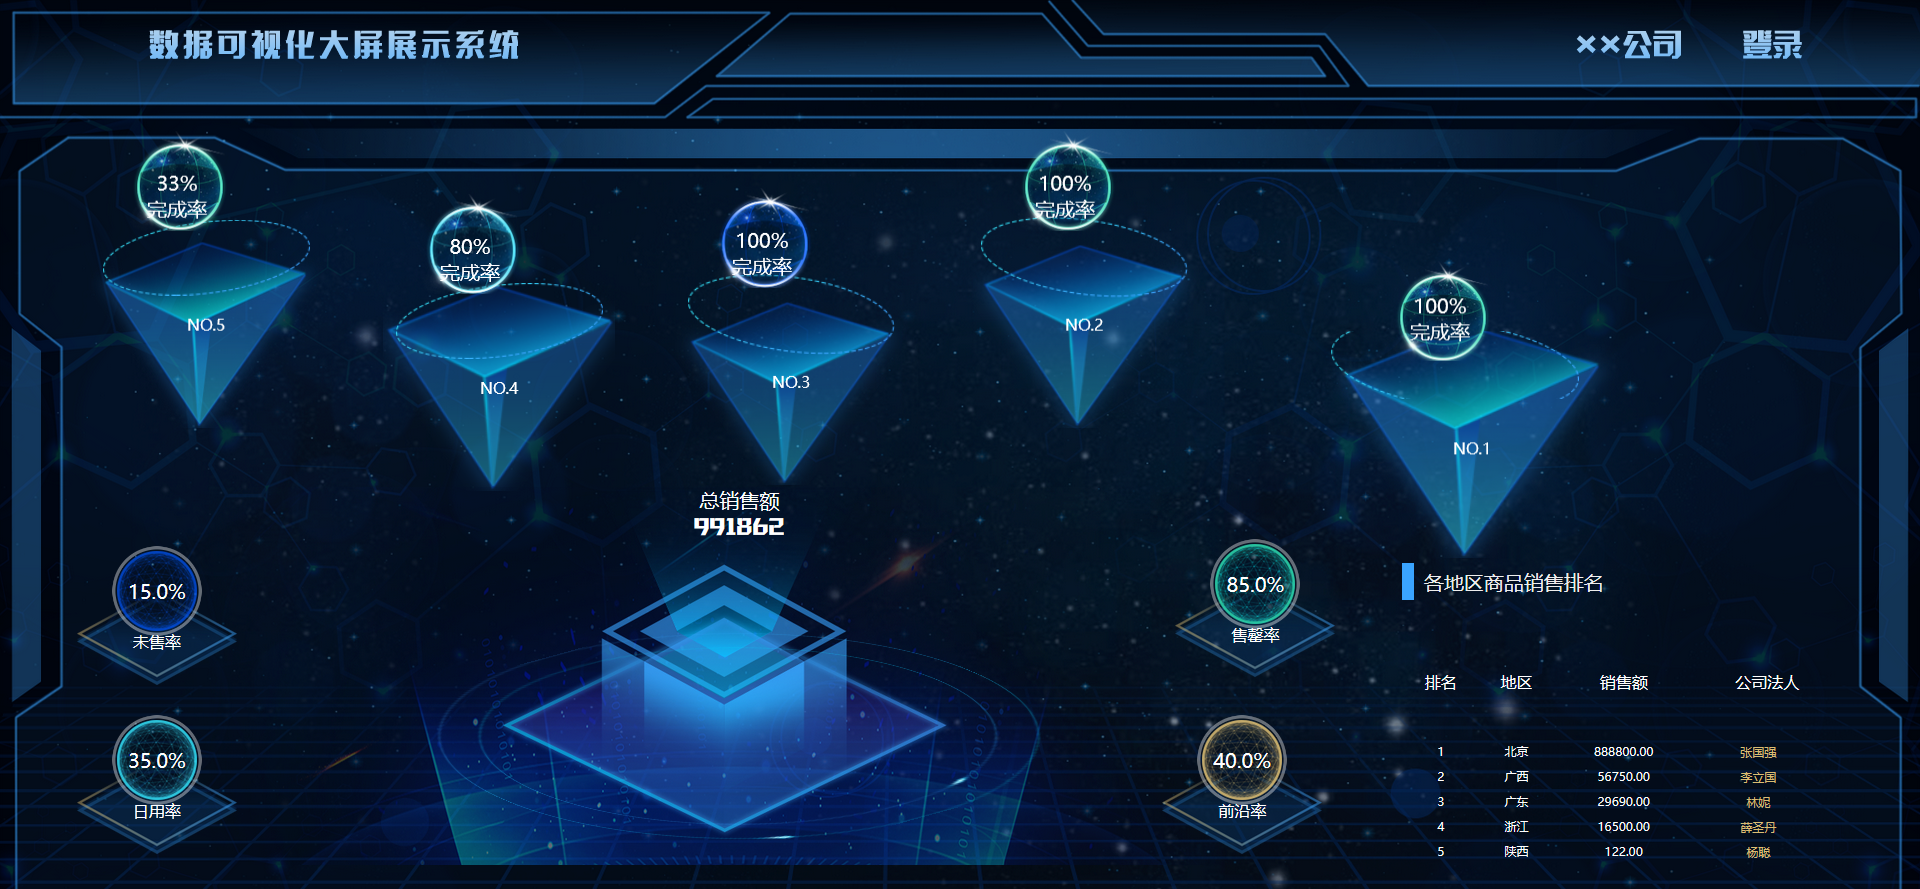 数据可视化大屏展示系统
××公司
登录
33%
完成率
NO.5
80%
完成率
NO.4
100%
完成率
NO.3
100%
完成率
NO.2
100%
完成率
NO.1
总销售额
991862
15.0%
未售率
35.0%
日用率
85.0%
售罄率
40.0%
前沿率
各地区商品销售排名
排名 地区 销售额 公司法人
1 北京 888800.00 张国强
2 广西 56750.00 李立国
3 广东 29690.00 林妮
4 浙江 16500.00 薛圣丹
5 陕西 122.00 杨聪